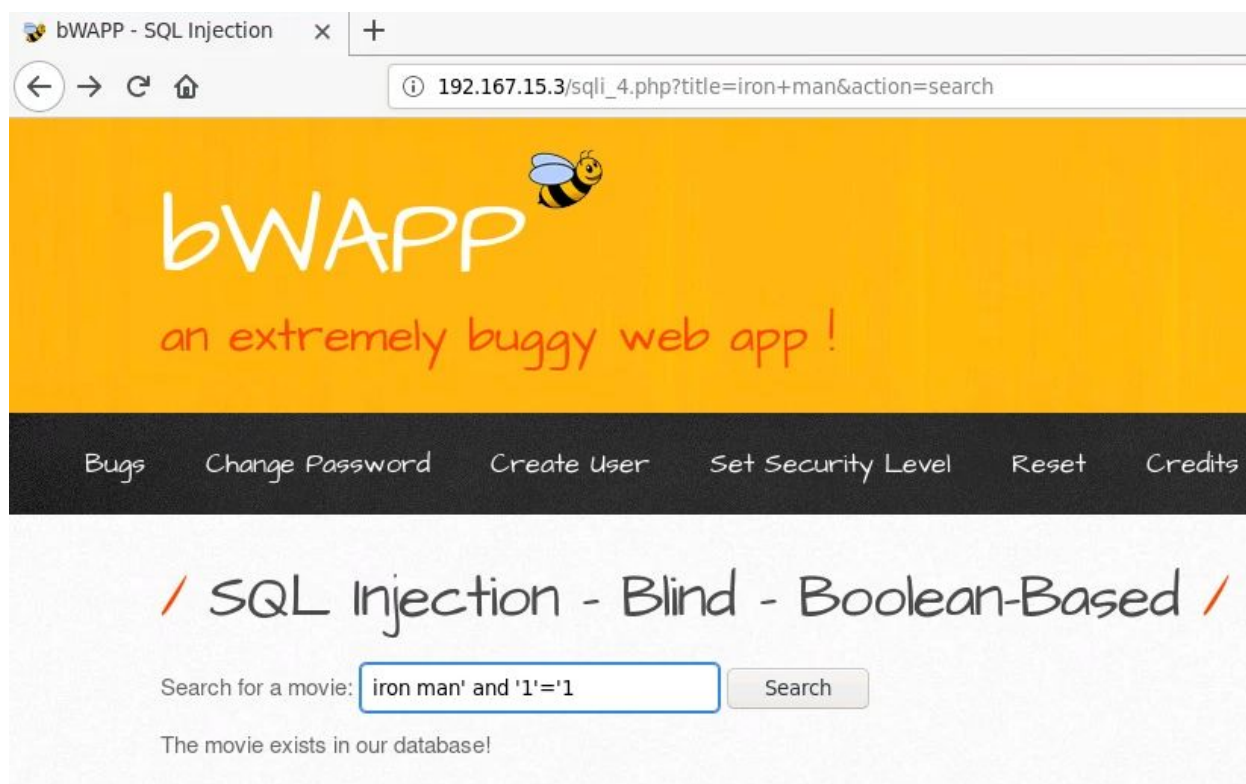 bWAPP - SQL Injection
192.167.15.3/sqli_4.php?title=iron+man&action=search
bWAPP
an extremely buggy web app !
Bugs Change Password Create User Set Security Level Reset Credits
/ SQL Injection - Blind - Boolean-Based /
Search for a movie: iron man' and '1'='1 Search
The movie exists in our database!